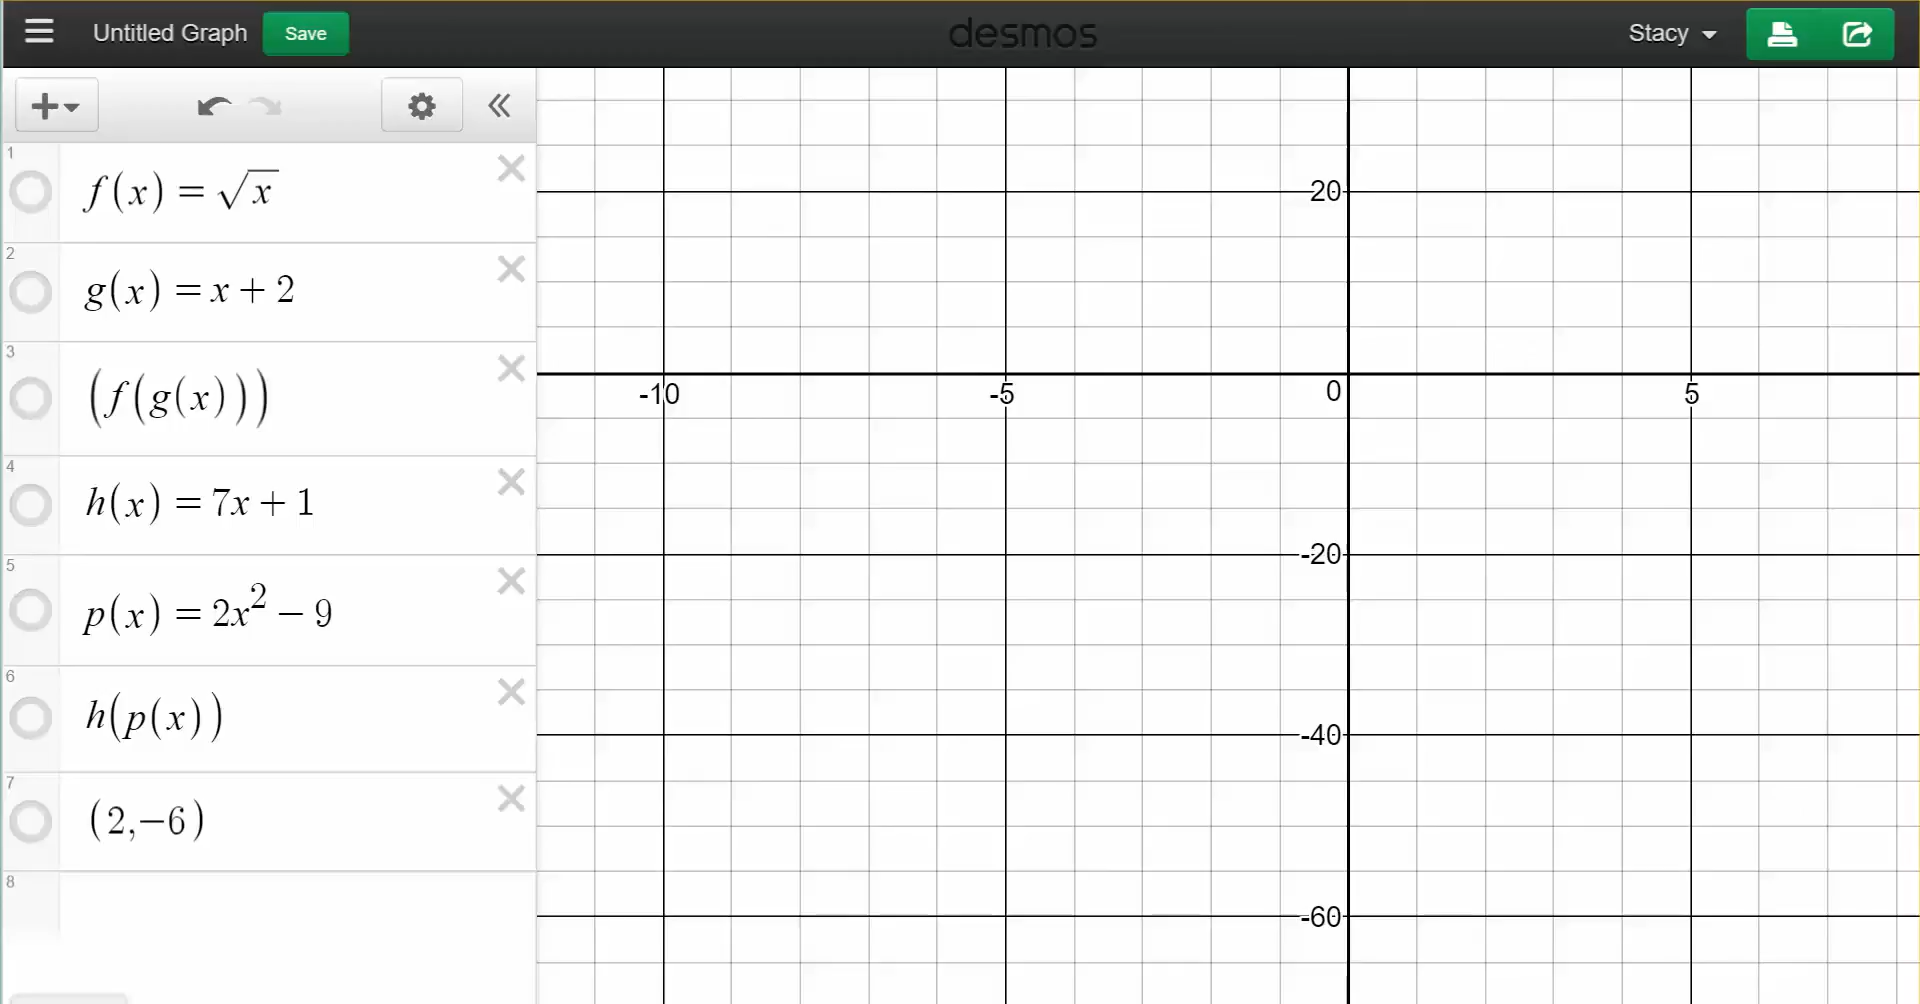 Untitled Graph Save desmos Stacy
1 f(x) = √x
2 g(x) = x + 2
3 (f(g(x)))
4 h(x) = 7x + 1
5 p(x) = 2x² − 9
6 h(p(x))
7 (2,−6)
8
20
-10 -5 0 5
-20
-40
-60